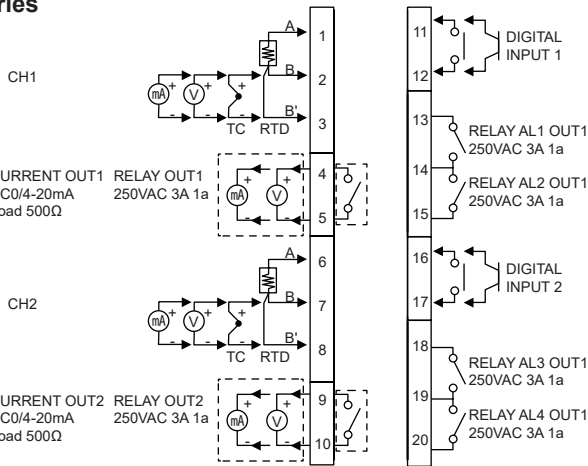 ries
CH1
A
B
B'
mA
+
-
V
+
-
+
-
TC RTD
1
2
3
URRENT OUT1
C0/4-20mA
oad 500Ω
RELAY OUT1
250VAC 3A 1a
mA
+
-
V
+
-
4
5
CH2
A
B
B'
mA
+
-
V
+
-
+
-
TC RTD
6
7
8
URRENT OUT2
C0/4-20mA
oad 500Ω
RELAY OUT2
250VAC 3A 1a
mA
+
-
V
+
-
9
10
11
12
DIGITAL
INPUT 1
13
14
15
RELAY AL1 OUT1
250VAC 3A 1a
RELAY AL2 OUT1
250VAC 3A 1a
16
17
DIGITAL
INPUT 2
18
19
20
RELAY AL3 OUT1
250VAC 3A 1a
RELAY AL4 OUT1
250VAC 3A 1a